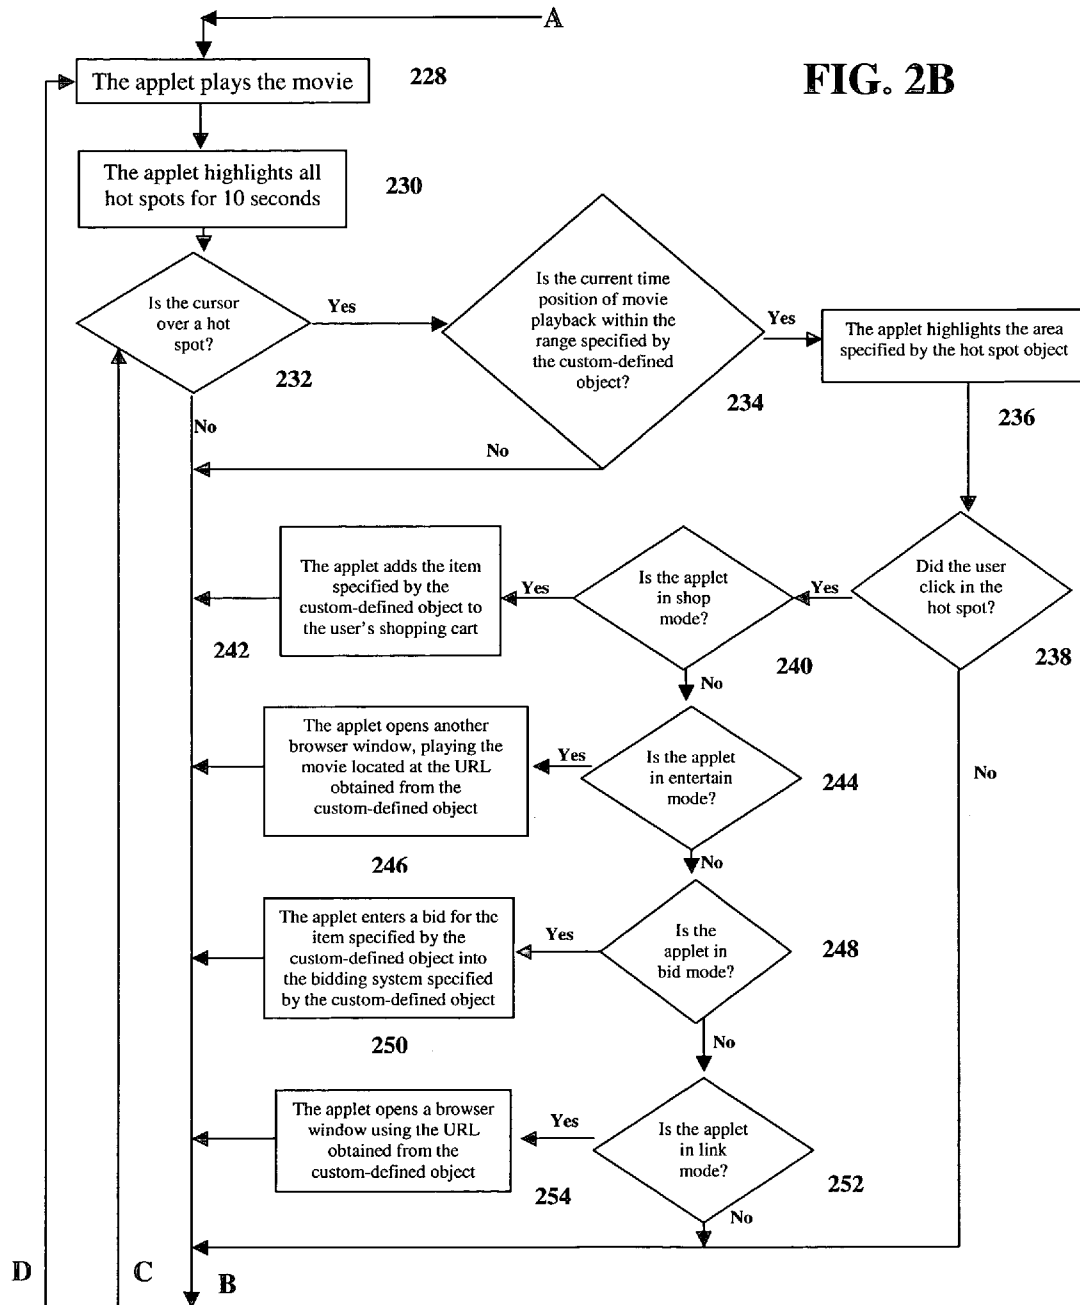 A
The applet plays the movie
228
FIG. 2B
The applet highlights all
hot spots for 10 seconds
230
Is the cursor
over a hot
spot?
Yes
232
No
Is the current time
position of movie
playback within the
range specified by
the custom-defined
object?
Yes
234
No
The applet highlights the area
specified by the hot spot object
236
Did the user
click in the
hot spot?
Yes
238
No
Is the applet
in shop
mode?
Yes
240
No
The applet adds the item
specified by the
custom-defined object to
the user's shopping cart
242
Is the applet
in entertain
mode?
Yes
244
No
The applet opens another
browser window, playing the
movie located at the URL
obtained from the
custom-defined object
246
Is the
applet in
bid mode?
Yes
248
No
The applet enters a bid for the
item specified by the
custom-defined object into
the bidding system specified
by the custom-defined object
250
Is the applet
in link
mode?
Yes
252
No
The applet opens a browser
window using the URL
obtained from the
custom-defined object
254
D
C
B